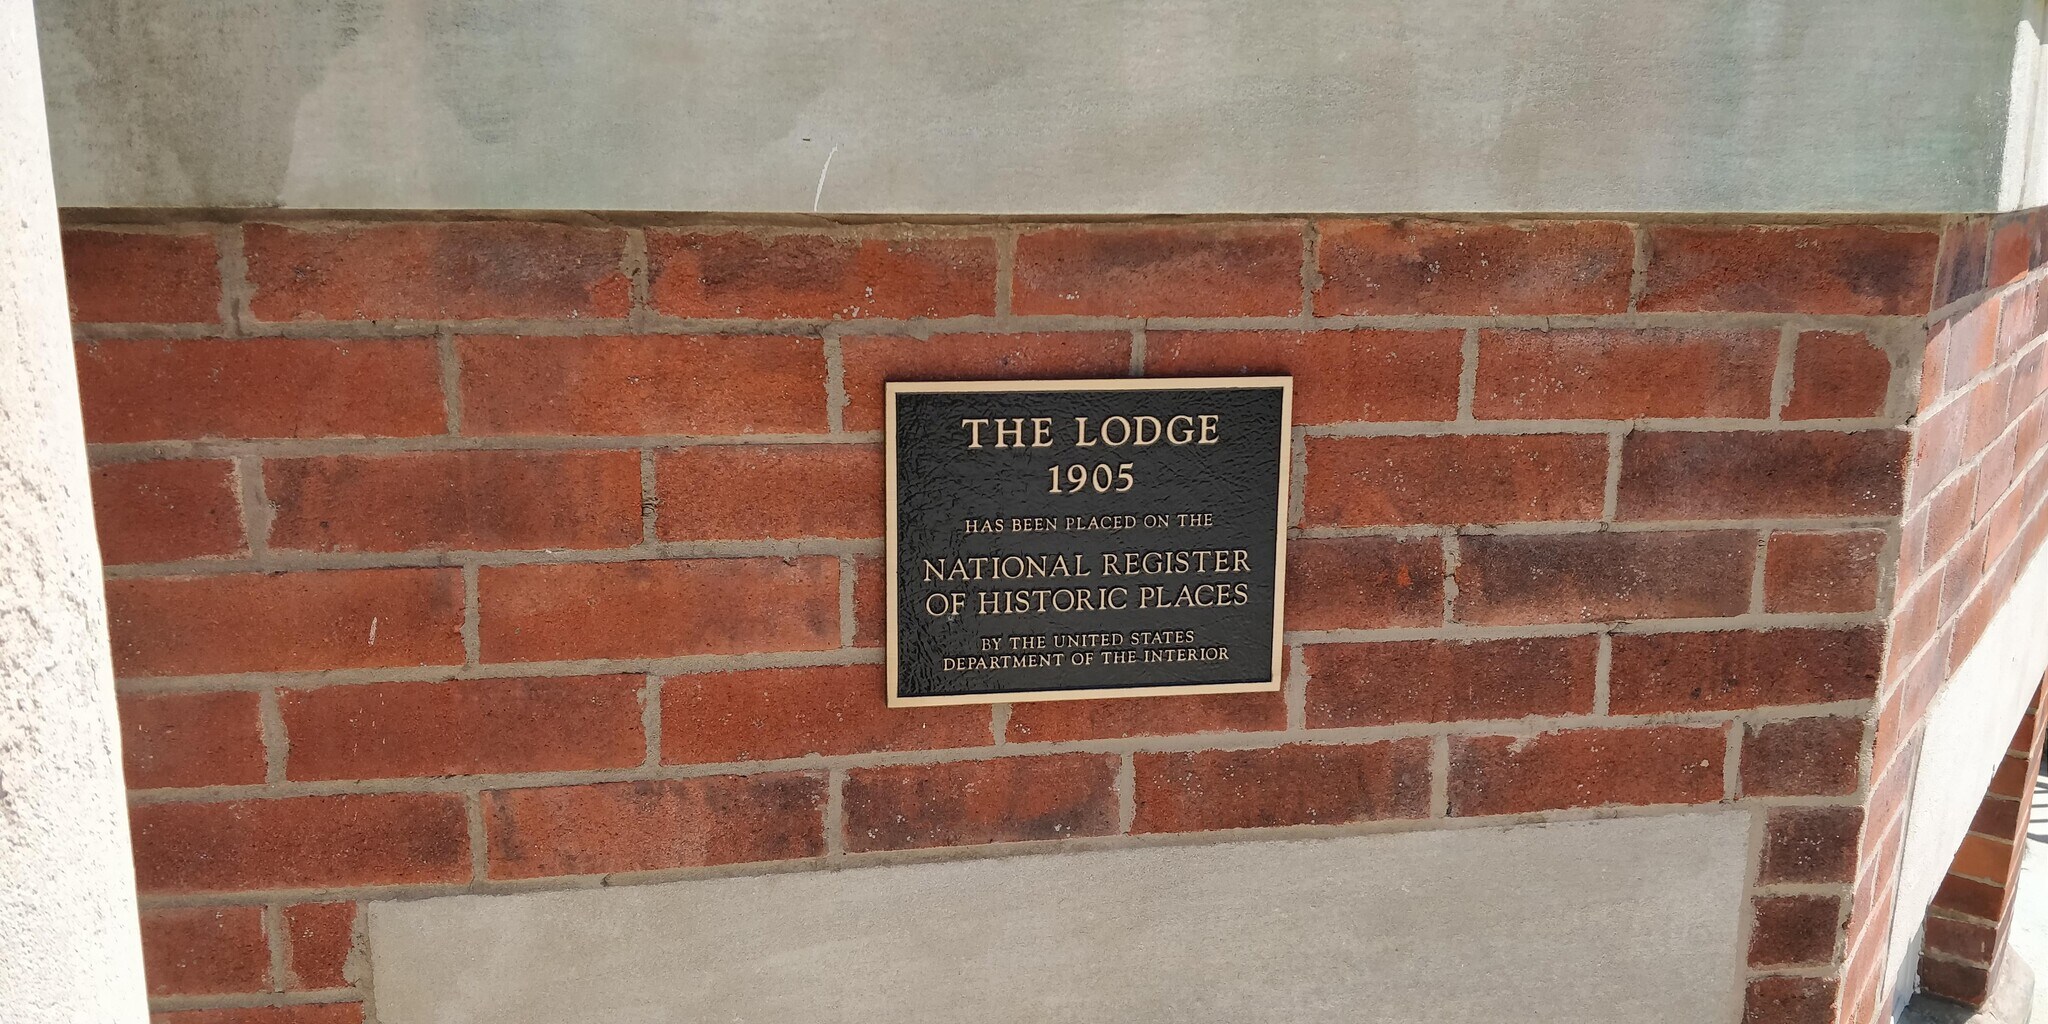 THE LODGE
1905
HAS BEEN PLACED ON THE
NATIONAL REGISTER
OF HISTORIC PLACES
BY THE UNITED STATES
DEPARTMENT OF THE INTERIOR